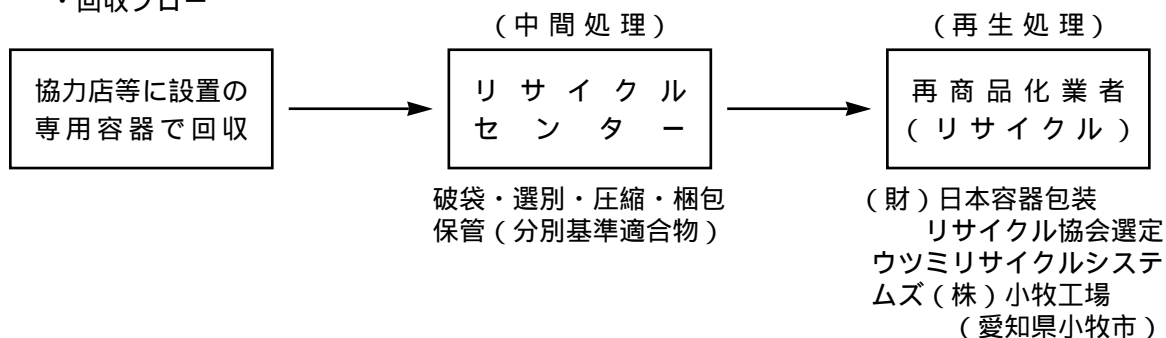 ・回収フロー
協力店等に設置の
専用容器で回収
(中間処理)
リサイクル
センター
破袋・選別・圧縮・梱包
保管(分別基準適合物)
(再生処理)
再商品化業者
(リサイクル)
(財)日本容器包装
リサイクル協会選定
ウツミリサイクルシステ
ムズ(株)小牧工場
(愛知県小牧市)